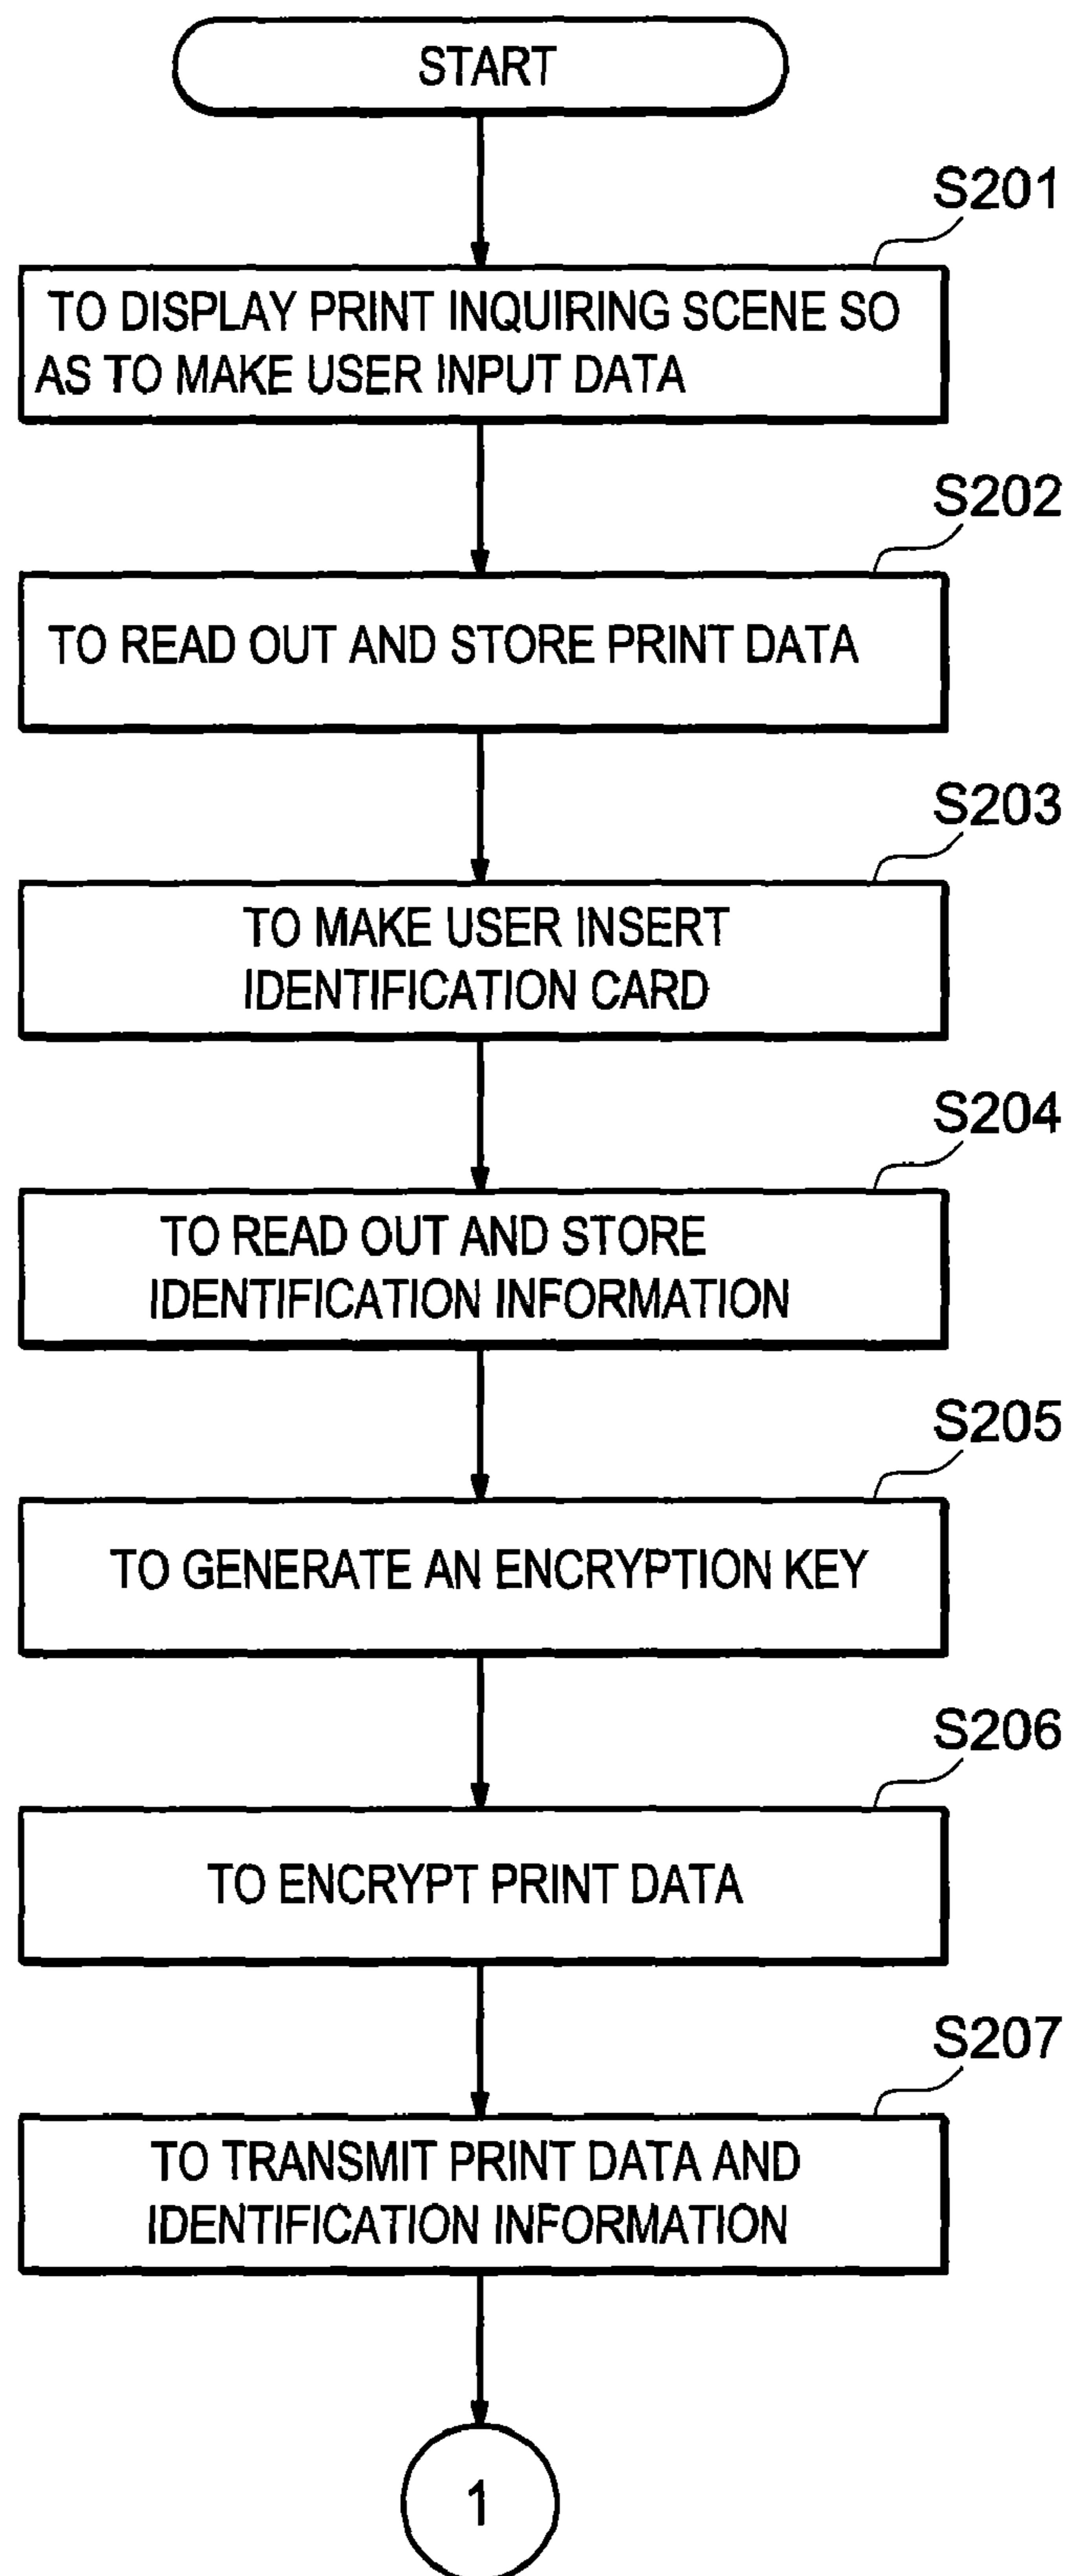 START
S201
TO DISPLAY PRINT INQUIRING SCENE SO
AS TO MAKE USER INPUT DATA
S202
TO READ OUT AND STORE PRINT DATA
S203
TO MAKE USER INSERT
IDENTIFICATION CARD
S204
TO READ OUT AND STORE
IDENTIFICATION INFORMATION
S205
TO GENERATE AN ENCRYPTION KEY
S206
TO ENCRYPT PRINT DATA
S207
TO TRANSMIT PRINT DATA AND
IDENTIFICATION INFORMATION
1